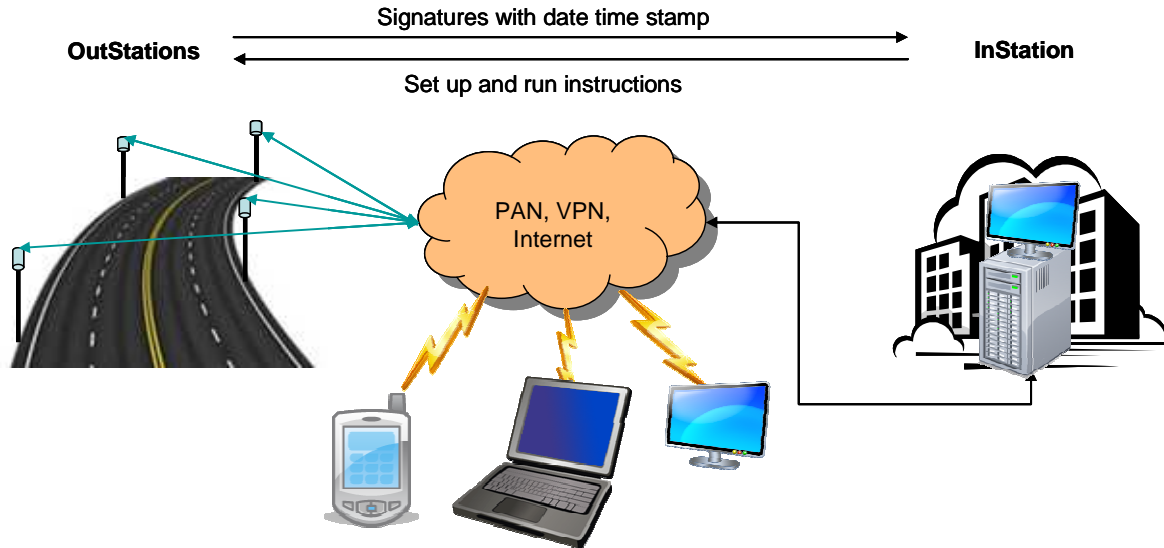 Signatures with date time stamp
OutStations
InStation
Set up and run instructions
PAN, VPN,
Internet